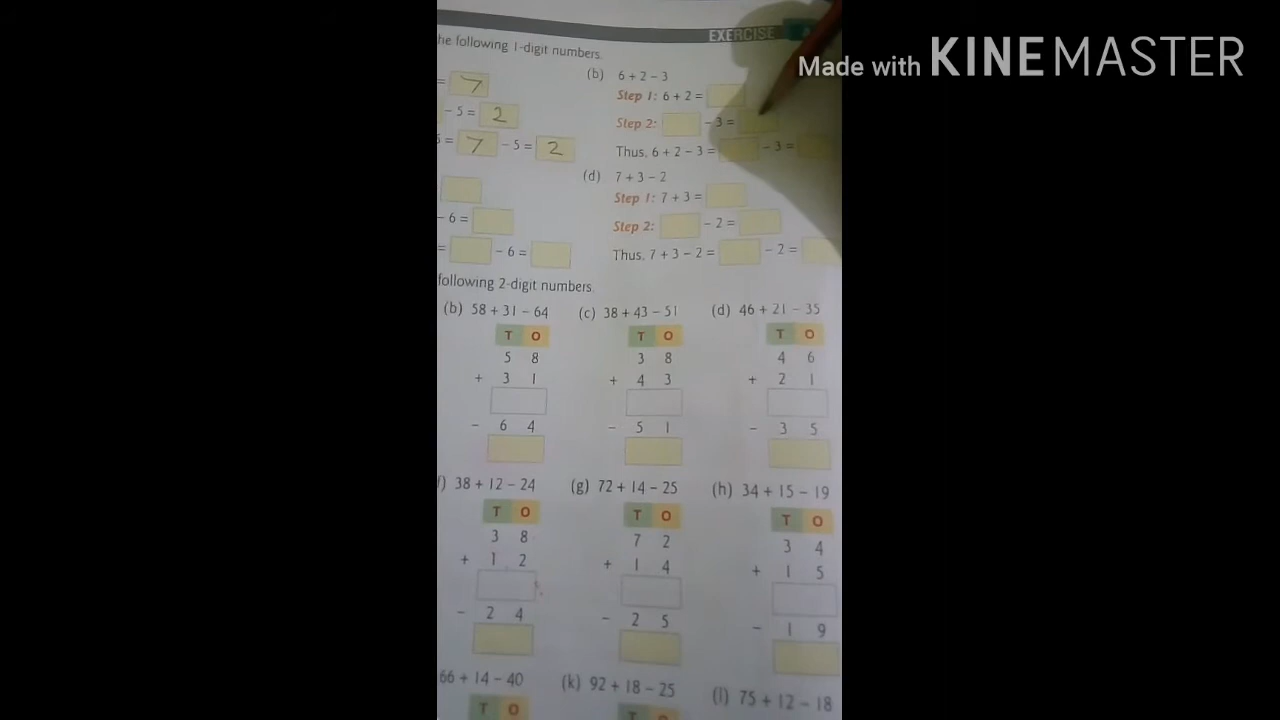 EXERCISE
Made with KINEMASTER
he following 1-digit numbers.
= 7
- 5 = 2
= 7 - 5 = 2
(b) 6 + 2 - 3
Step 1: 6 + 2 =
Step 2: - 3 =
Thus, 6 + 2 - 3 = - 3 =
- 6 =
= - 6 =
(d) 7 + 3 - 2
Step 1: 7 + 3 =
Step 2: - 2 =
Thus, 7 + 3 - 2 = - 2 =
following 2-digit numbers.
(b) 58 + 31 - 64 (c) 38 + 43 - 51 (d) 46 + 21 - 35
T O T O T O
5 8 3 8 4 6
+ 3 1 + 4 3 + 2 1
- 6 4 - 5 1 - 3 5
) 38 + 12 - 24 (g) 72 + 14 - 25 (h) 34 + 15 - 19
T O T O T O
3 8 7 2 3 4
+ 1 2 + 1 4 + 1 5
- 2 4 - 2 5 - 1 9
66 + 14 - 40 (k) 92 + 18 - 25 (l) 75 + 12 - 18
T O T O